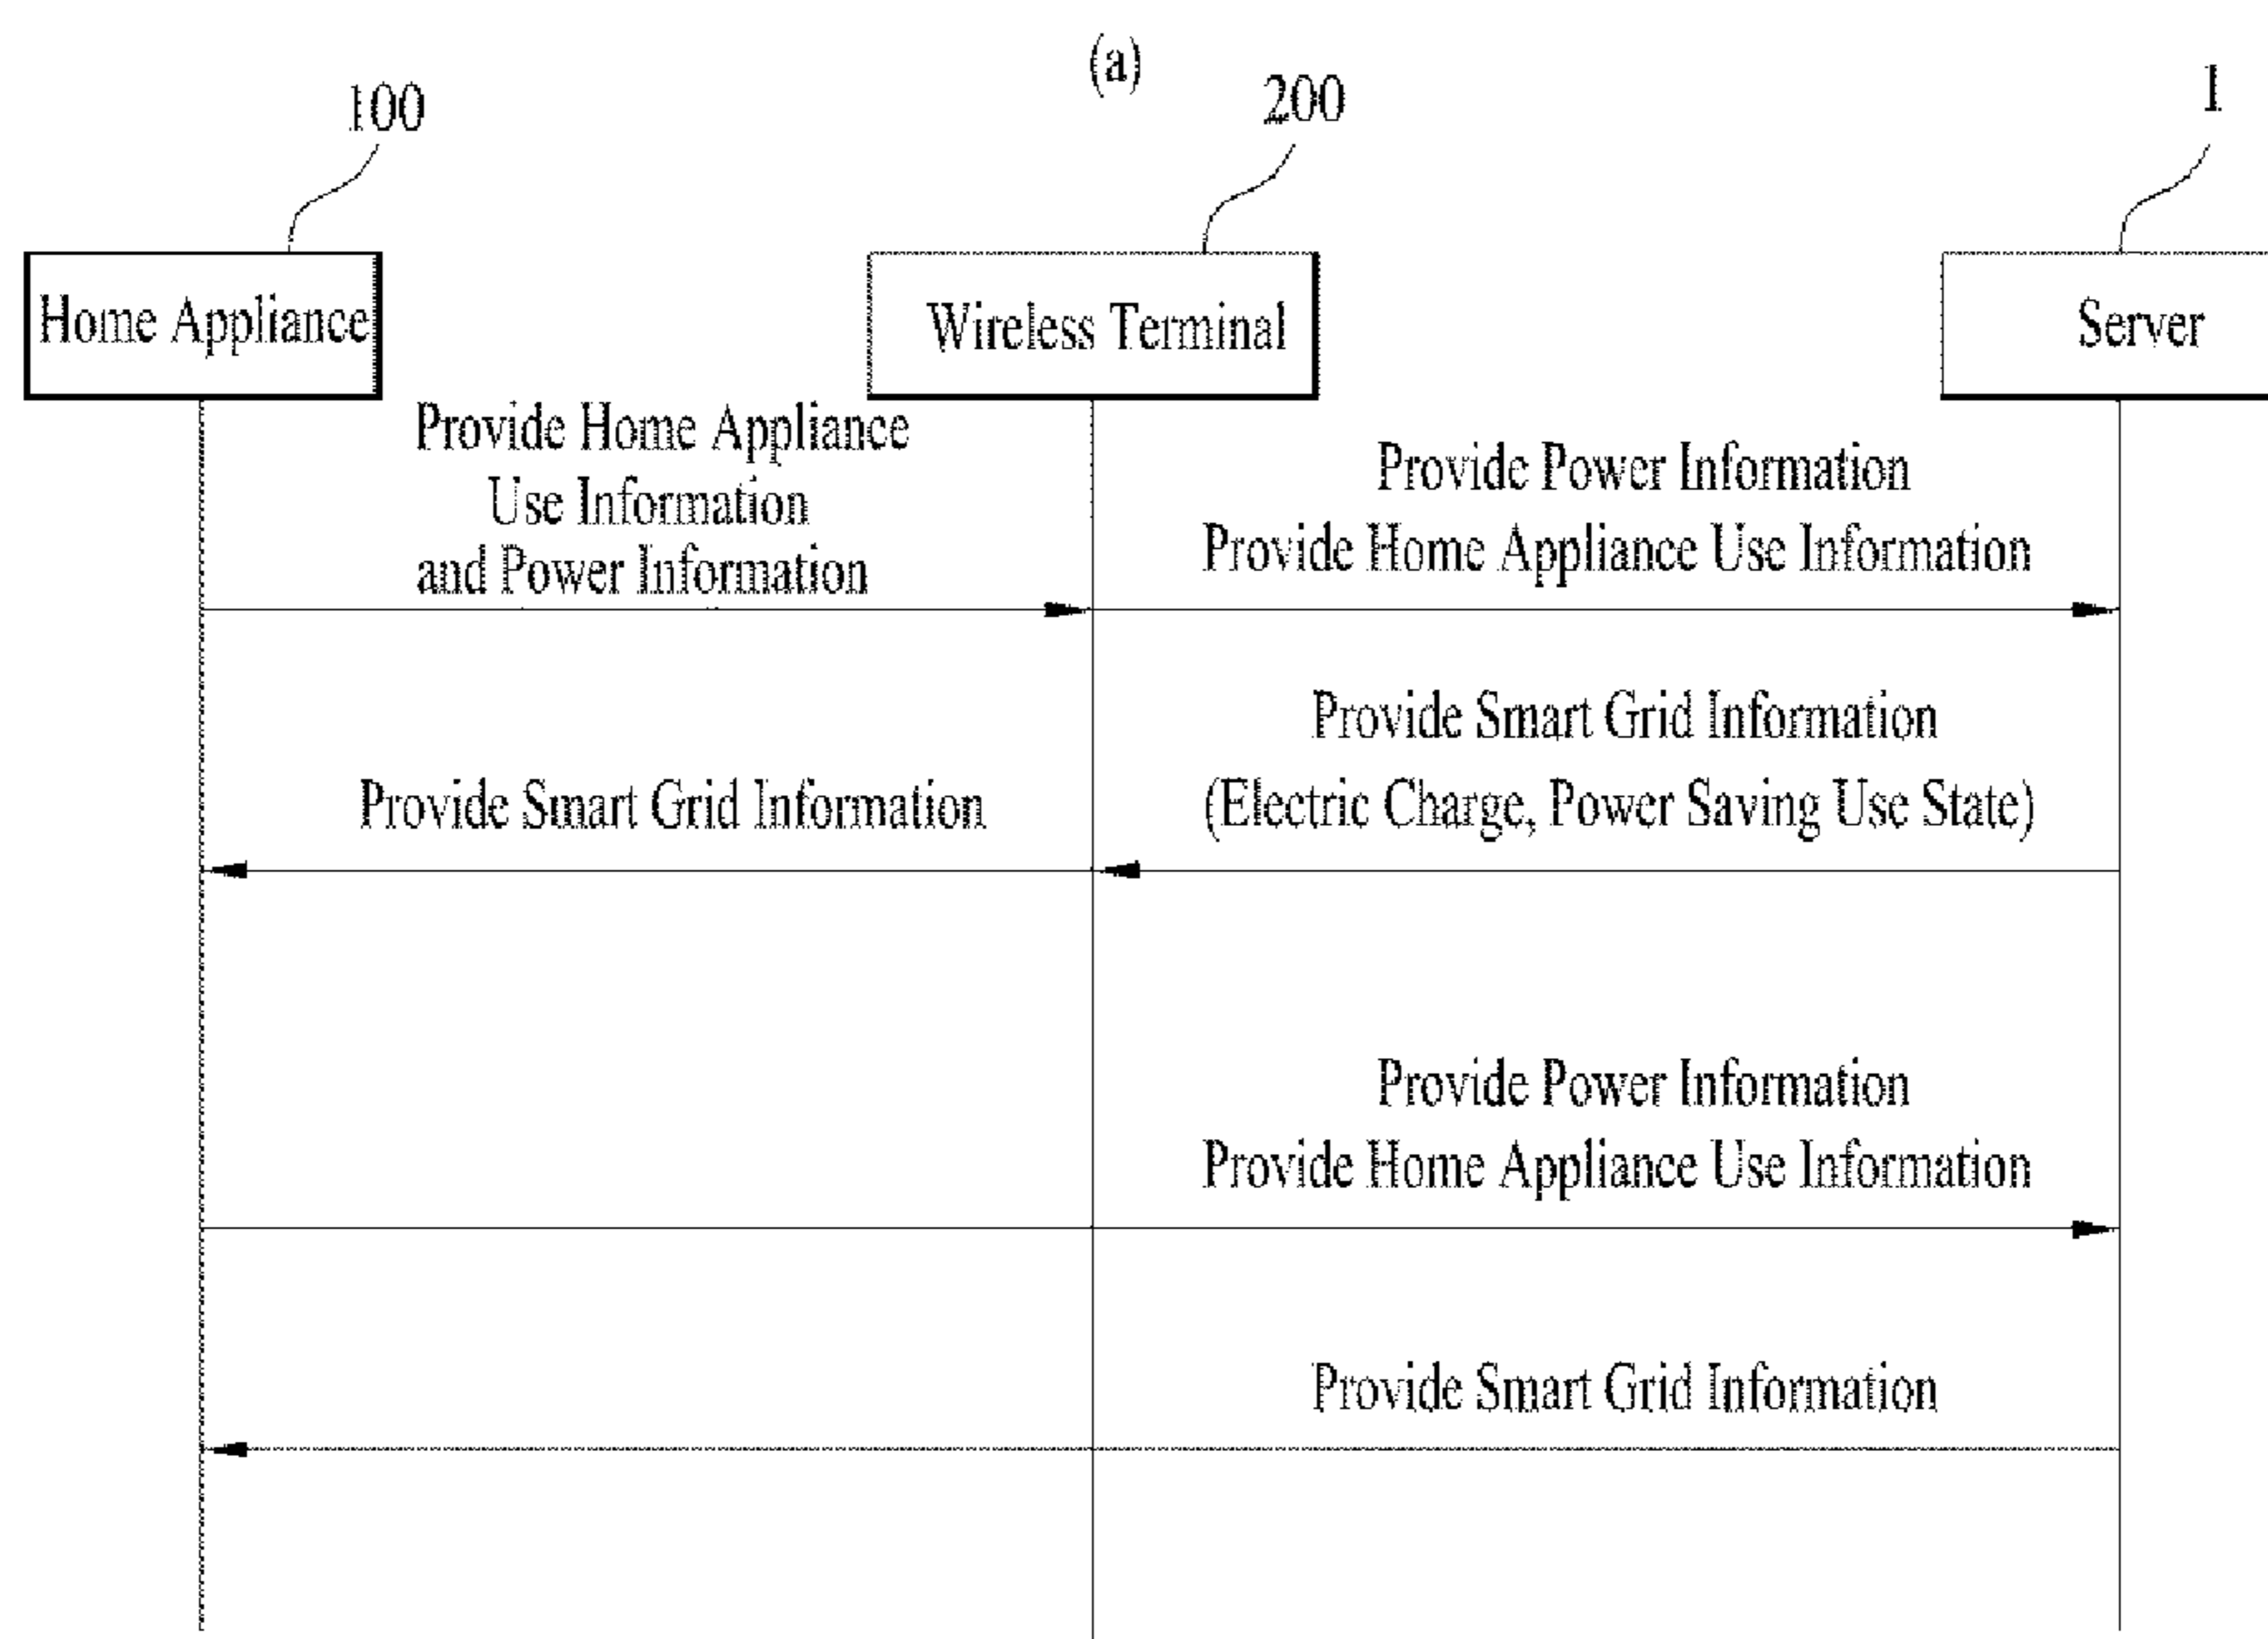 (a)
100
200
1
Home Appliance
Wireless Terminal
Server
Provide Home Appliance
Use Information
and Power Information
Provide Power Information
Provide Home Appliance Use Information
Provide Smart Grid Information
(Electric Charge, Power Saving Use State)
Provide Smart Grid Information
Provide Power Information
Provide Home Appliance Use Information
Provide Smart Grid Information